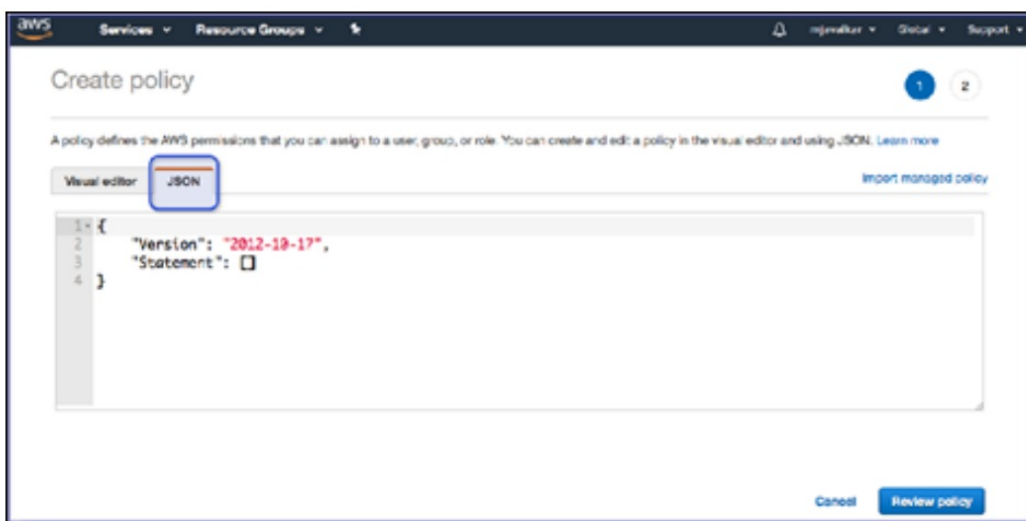 aws Services Resource Groups mjwalkar Global Support
Create policy 1 2
A policy defines the AWS permissions that you can assign to a user, group, or role. You can create and edit a policy in the visual editor and using JSON. Learn more
Visual editor JSON Import managed policy
1 {
2 "Version": "2012-10-17",
3 "Statement": []
4 }
Cancel Review policy